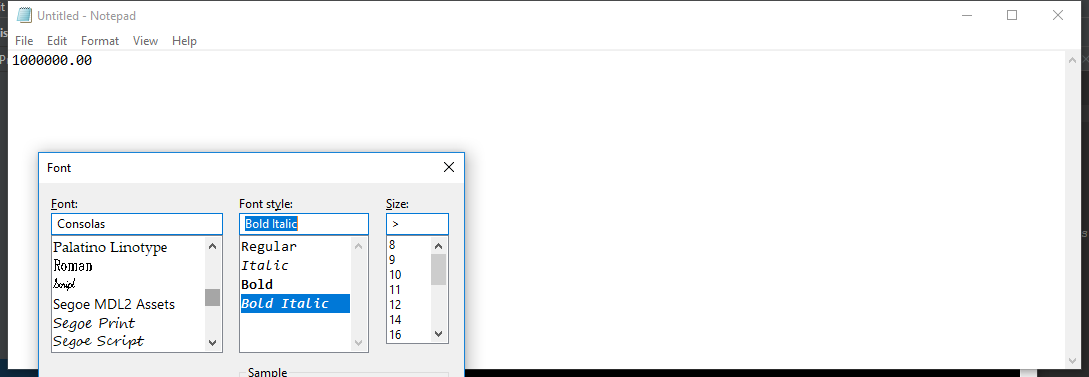 Untitled - Notepad
File Edit Format View Help
1000000.00
Font
Font: Font style: Size:
Consolas Bold Italic >
Palatino Linotype
Roman
Script
Segoe MDL2 Assets
Segoe Print
Segoe Script
Regular
Italic
Bold
Bold Italic
8
9
10
11
12
14
16
Sample